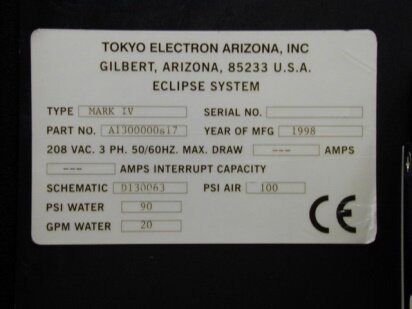 TOKYO ELECTRON ARIZONA, INC
GILBERT, ARIZONA, 85233 U.S.A.
ECLIPSE SYSTEM
TYPE MARK IV SERIAL NO.
PART NO. A1300000s17 YEAR OF MFG 1998
208 VAC. 3 PH. 50/60HZ. MAX. DRAW --- AMPS
--- AMPS INTERRUPT CAPACITY
SCHEMATIC D130063 PSI AIR 100
PSI WATER 90
GPM WATER 20
CE